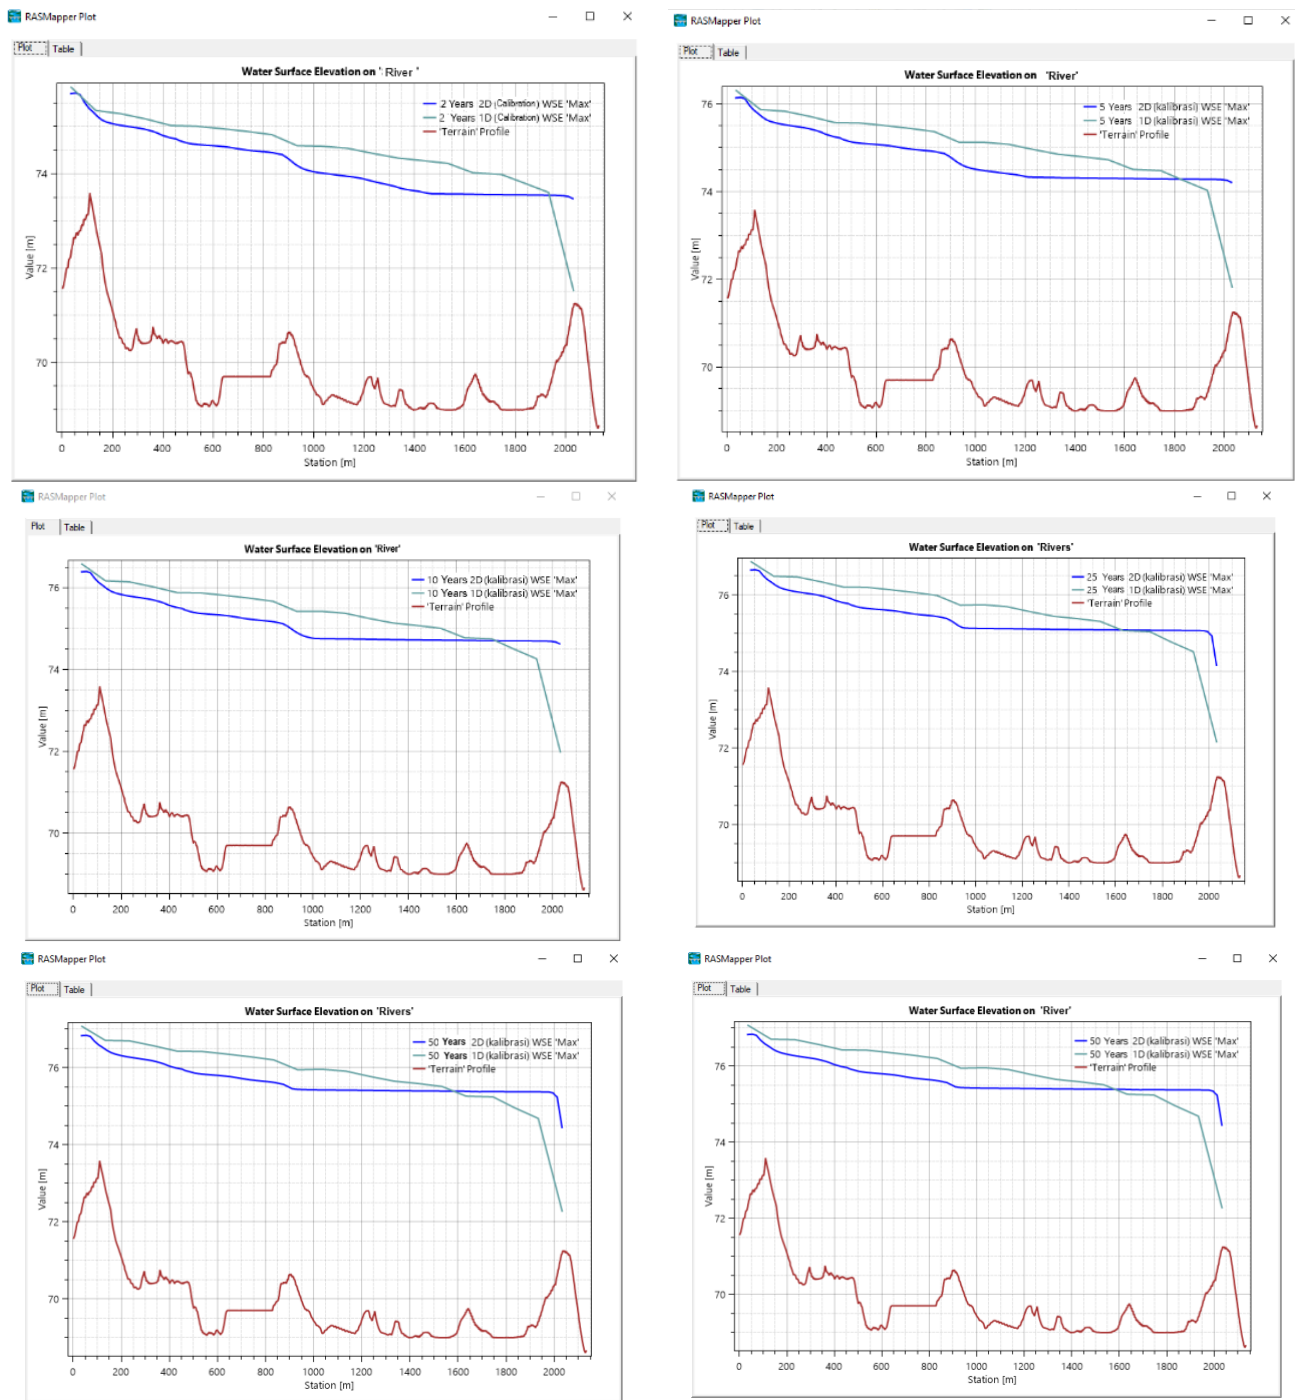 RASMapper Plot
Plot Table
Water Surface Elevation on ': River '
2 Years 2D (Calibration) WSE 'Max'
2 Years 1D (Calibration) WSE 'Max'
'Terrain' Profile
Value [m]
74
72
70
0 200 400 600 800 1000 1200 1400 1600 1800 2000
Station [m]
RASMapper Plot
Plot Table
Water Surface Elevation on 'River'
5 Years 2D (kalibrasi) WSE 'Max'
5 Years 1D (kalibrasi) WSE 'Max'
'Terrain' Profile
Value [m]
76
74
72
70
0 200 400 600 800 1000 1200 1400 1600 1800 2000
Station [m]
RASMapper Plot
Plot Table
Water Surface Elevation on 'River'
10 Years 2D (kalibrasi) WSE 'Max'
10 Years 1D (kalibrasi) WSE 'Max'
'Terrain' Profile
Value [m]
76
74
72
70
0 200 400 600 800 1000 1200 1400 1600 1800 2000
Station [m]
RASMapper Plot
Plot Table
Water Surface Elevation on 'Rivers'
25 Years 2D (kalibrasi) WSE 'Max'
25 Years 1D (kalibrasi) WSE 'Max'
'Terrain' Profile
Value [m]
76
74
72
70
0 200 400 600 800 1000 1200 1400 1600 1800 2000
Station [m]
RASMapper Plot
Plot Table
Water Surface Elevation on 'Rivers'
50 Years 2D (kalibrasi) WSE 'Max'
50 Years 1D (kalibrasi) WSE 'Max'
'Terrain' Profile
Value [m]
76
74
72
70
0 200 400 600 800 1000 1200 1400 1600 1800 2000
Station [m]
RASMapper Plot
Plot Table
Water Surface Elevation on 'River'
50 Years 2D (kalibrasi) WSE 'Max'
50 Years 1D (kalibrasi) WSE 'Max'
'Terrain' Profile
Value [m]
76
74
72
70
0 200 400 600 800 1000 1200 1400 1600 1800 2000
Station [m]